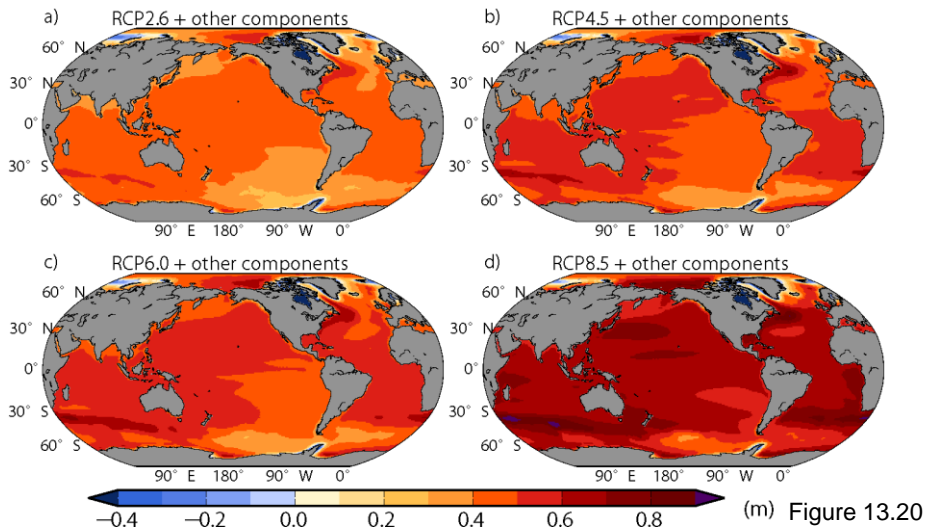 a) RCP2.6 + other components
60° N
30°
0°
30° S
60° S
90° E 180° 90° W 0°
b) RCP4.5 + other components
60° N
30°
0°
30° S
60° S
90° E 180° 90° W 0°
c) RCP6.0 + other components
60° N
30°
0°
30° S
60° S
90° E 180° 90° W 0°
d) RCP8.5 + other components
60° N
30°
0°
30° S
60° S
90° E 180° 90° W 0°
−0.4 −0.2 0.0 0.2 0.4 0.6 0.8 (m)
Figure 13.20